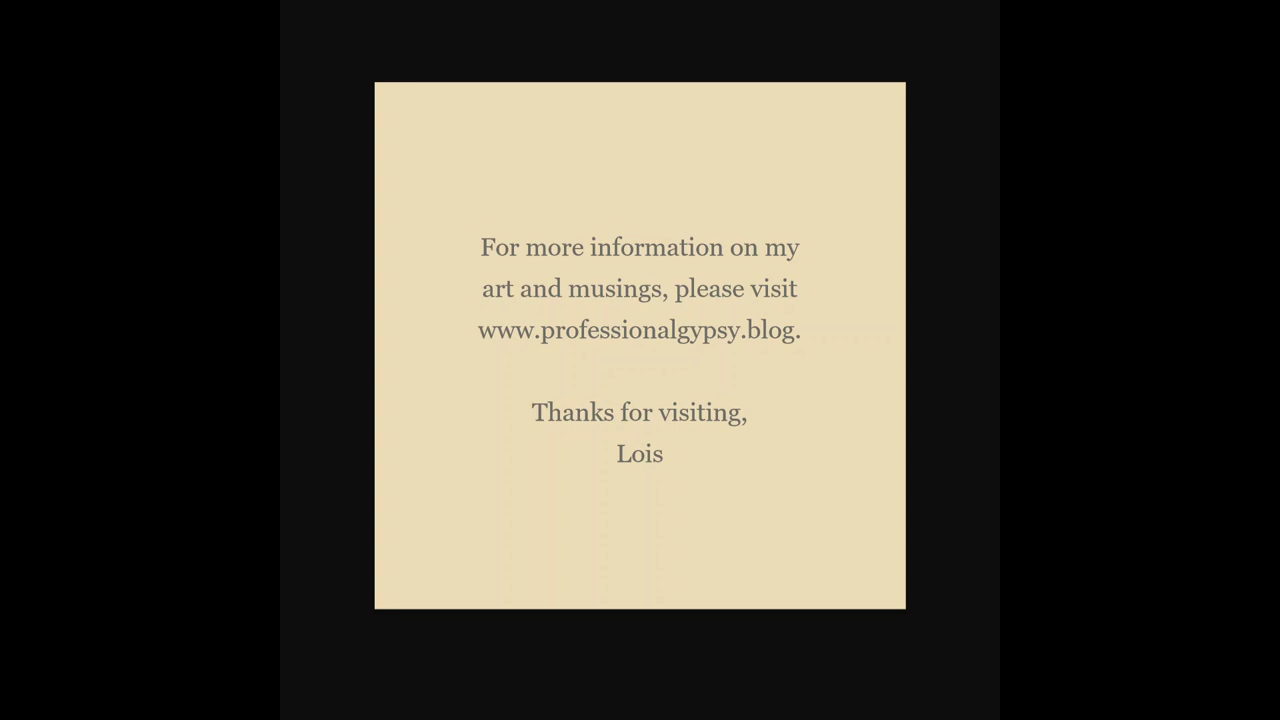 For more information on my
art and musings, please visit
www.professionalgypsy.blog.
Thanks for visiting,
Lois